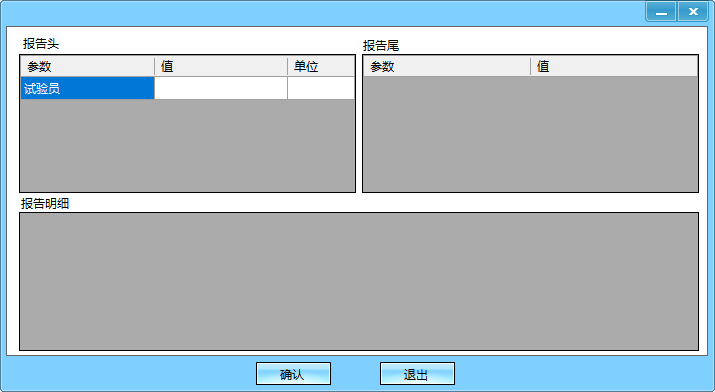 报告头
参数 值 单位
试验员
报告尾
参数 值
报告明细
确认 退出